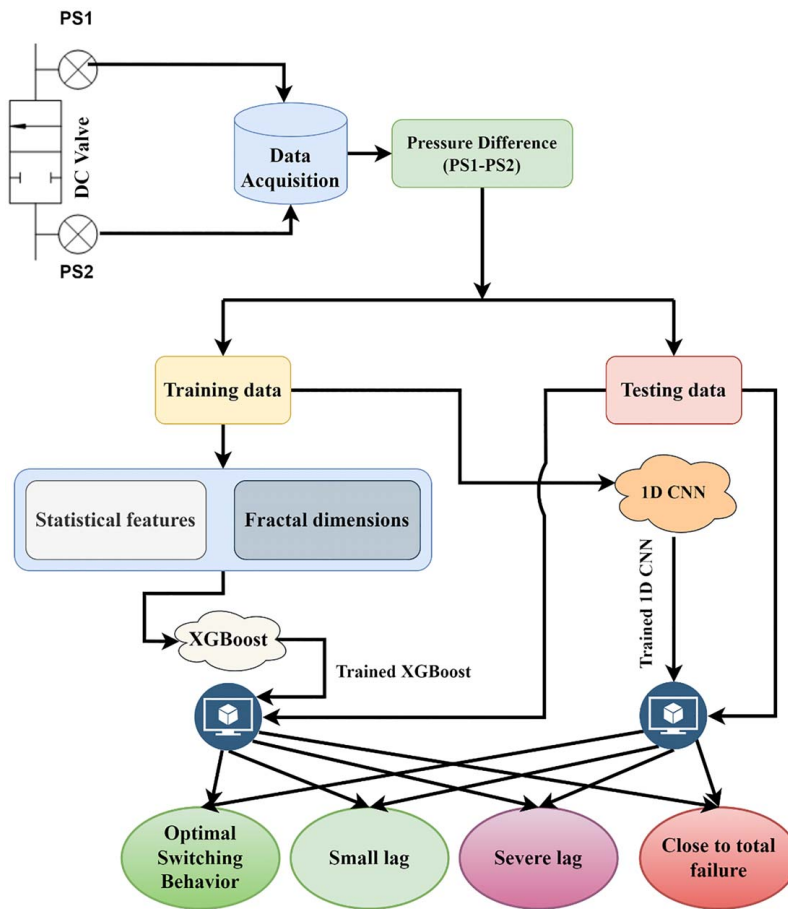 PS1
DC Valve
PS2
Data
Acquisition
Pressure Difference
(PS1-PS2)
Training data
Testing data
Statistical features
Fractal dimensions
1D CNN
XGBoost
Trained XGBoost
Trained 1D CNN
Optimal
Switching
Behavior
Small lag
Severe lag
Close to total
failure